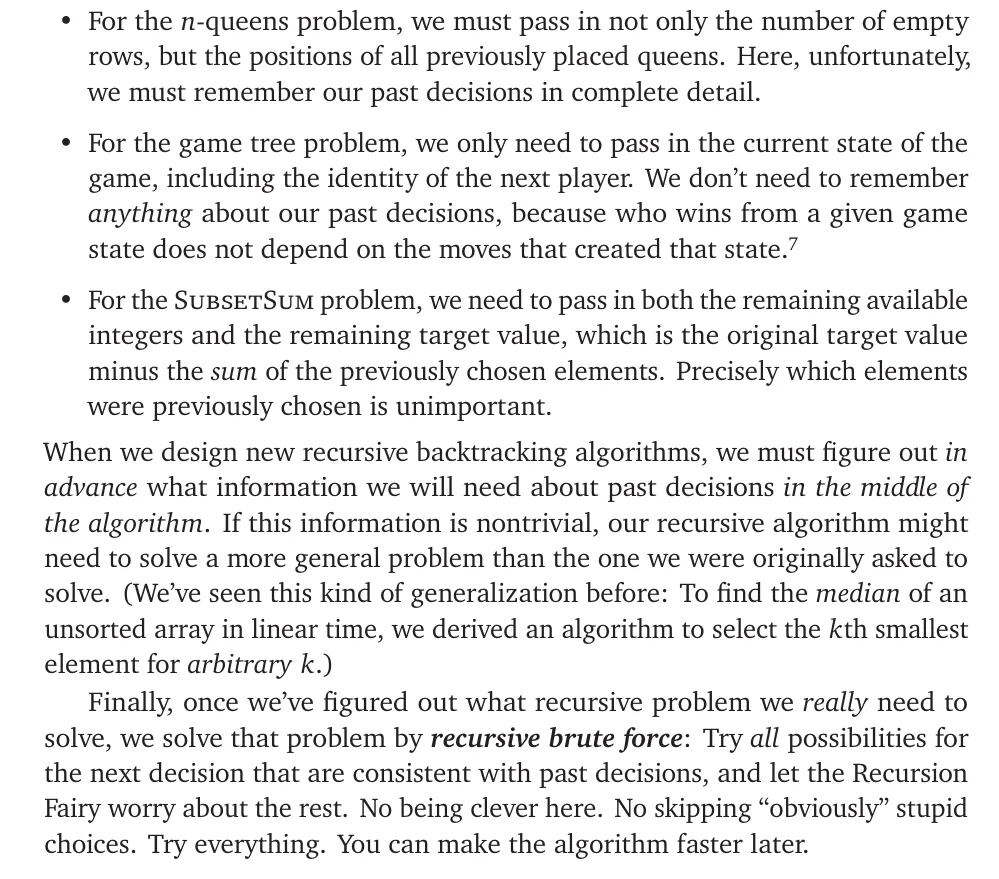 • For the n-queens problem, we must pass in not only the number of empty
rows, but the positions of all previously placed queens. Here, unfortunately,
we must remember our past decisions in complete detail.
• For the game tree problem, we only need to pass in the current state of the
game, including the identity of the next player. We don’t need to remember
anything about our past decisions, because who wins from a given game
state does not depend on the moves that created that state.⁷
• For the SUBSETSUM problem, we need to pass in both the remaining available
integers and the remaining target value, which is the original target value
minus the sum of the previously chosen elements. Precisely which elements
were previously chosen is unimportant.
When we design new recursive backtracking algorithms, we must figure out in
advance what information we will need about past decisions in the middle of
the algorithm. If this information is nontrivial, our recursive algorithm might
need to solve a more general problem than the one we were originally asked to
solve. (We’ve seen this kind of generalization before: To find the median of an
unsorted array in linear time, we derived an algorithm to select the kth smallest
element for arbitrary k.)
Finally, once we’ve figured out what recursive problem we really need to
solve, we solve that problem by recursive brute force: Try all possibilities for
the next decision that are consistent with past decisions, and let the Recursion
Fairy worry about the rest. No being clever here. No skipping “obviously” stupid
choices. Try everything. You can make the algorithm faster later.